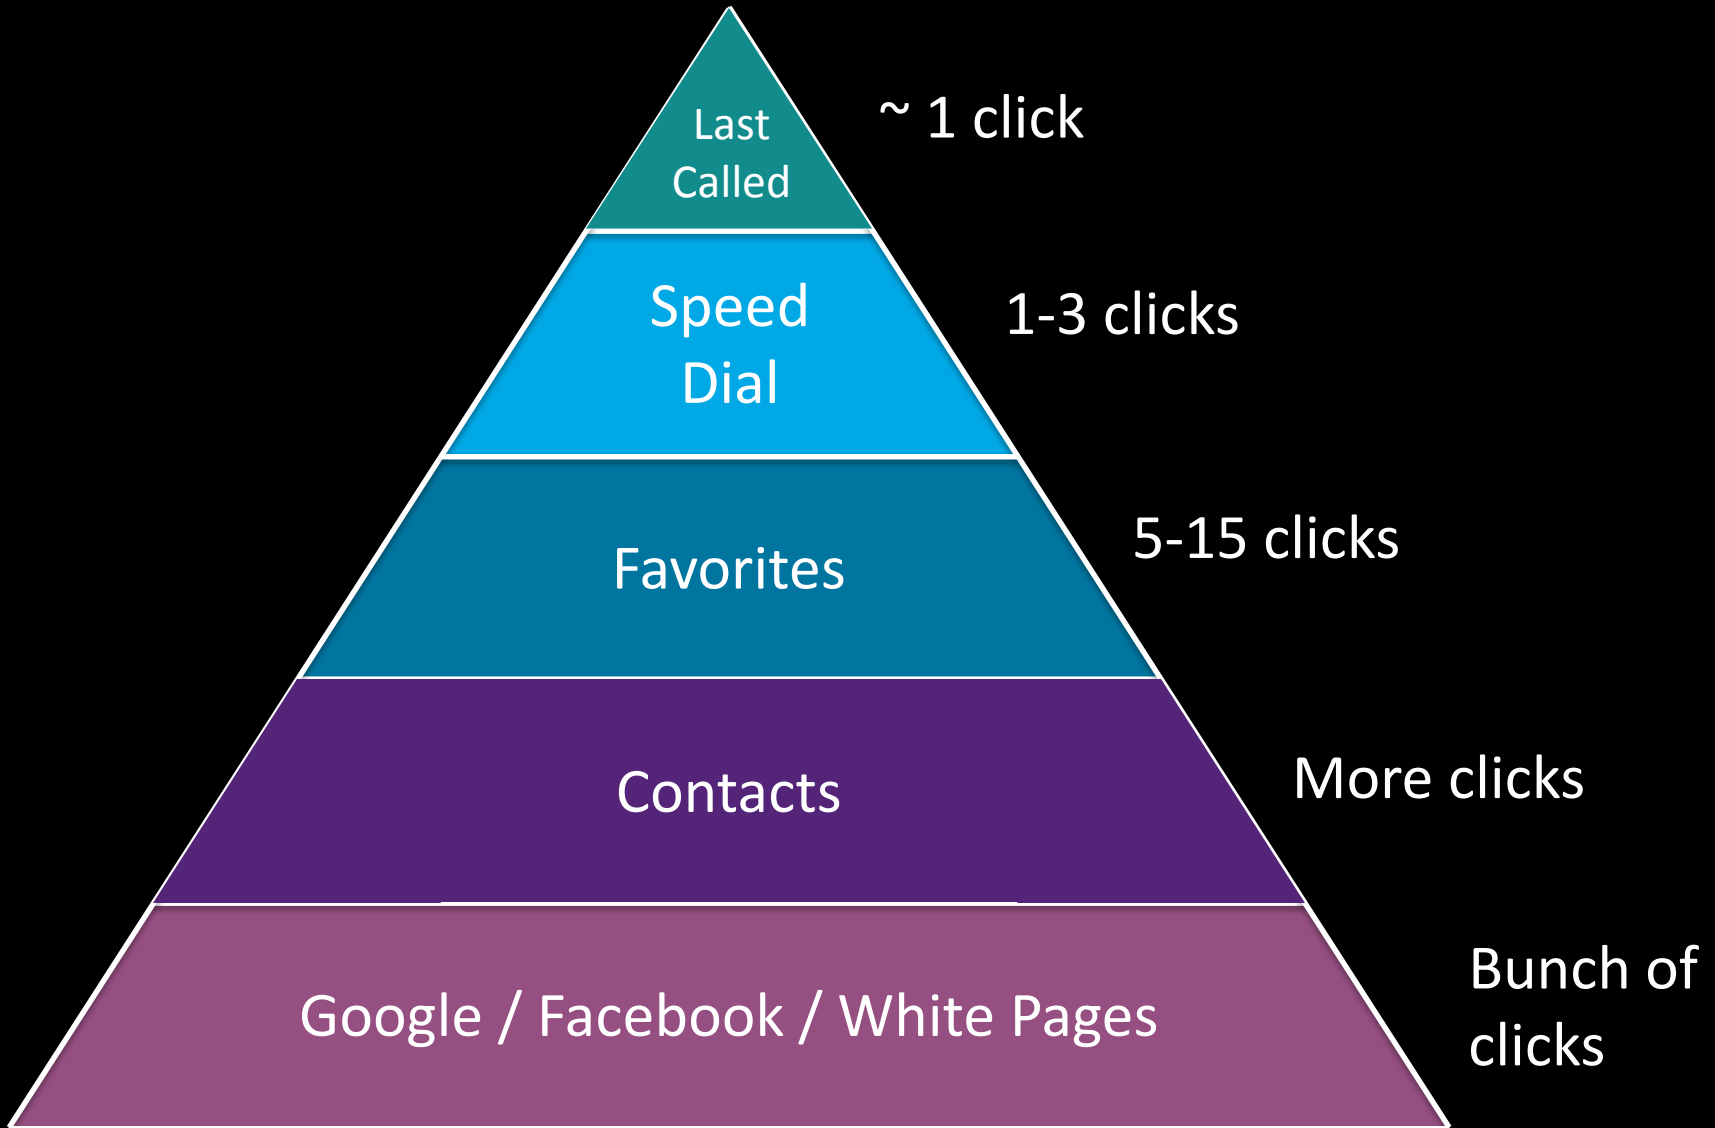 Last
Called
~ 1 click
Speed
Dial
1-3 clicks
Favorites
5-15 clicks
Contacts
More clicks
Google / Facebook / White Pages
Bunch of
clicks